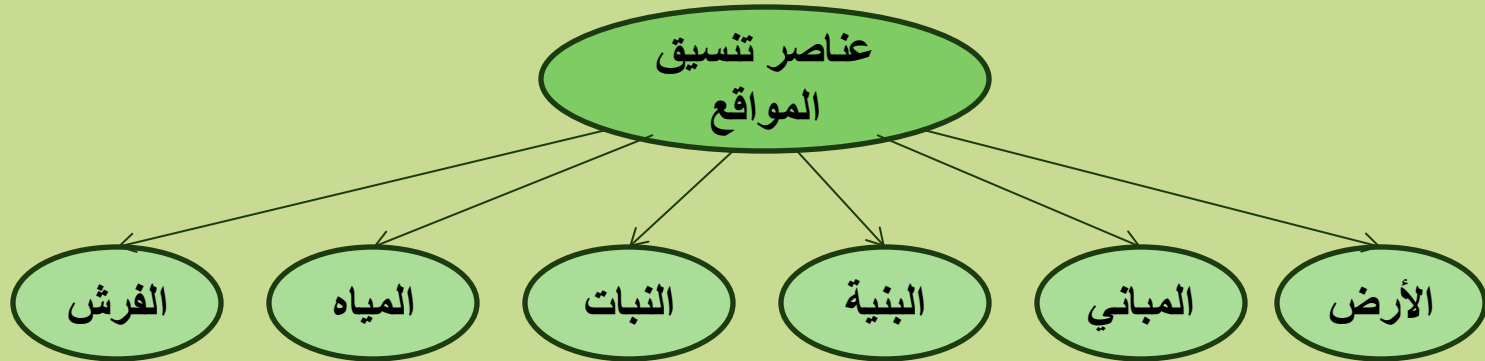 عناصر تنسيق
المواقع
الأرض
المباني
البنية
النبات
المياه
الفرش